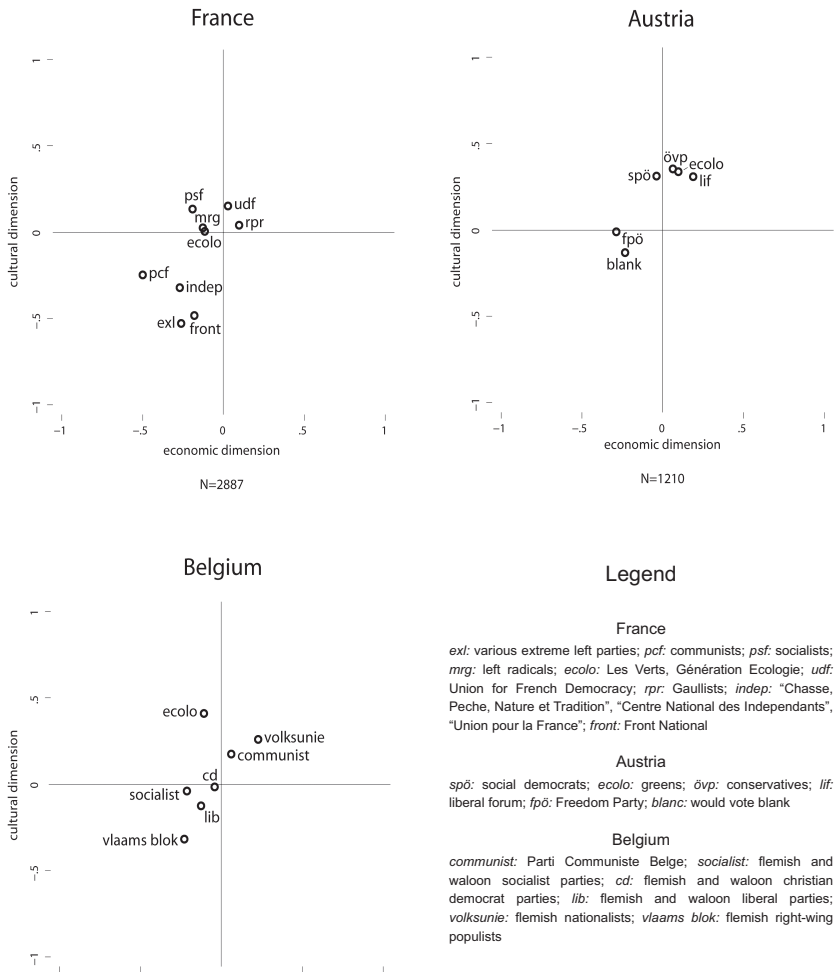 France
cultural dimension
1
.5
0
-.5
-1
psf
udf
mrg
rpr
ecolo
pcf
indep
exl
front
−1
−.5
0
.5
1
economic dimension
N=2887
Austria
cultural dimension
1
.5
0
-.5
-1
övp
ecolo
spö
lif
fpö
blank
−1
−.5
0
.5
1
economic dimension
N=1210
Belgium
cultural dimension
1
.5
0
-.5
-1
ecolo
volksunie
communist
cd
socialist
lib
vlaams blok
Legend
France
exl: various extreme left parties; pcf: communists; psf: socialists;
mrg: left radicals; ecolo: Les Verts, Génération Ecologie; udf:
Union for French Democracy; rpr: Gaullists; indep: “Chasse,
Peche, Nature et Tradition”, “Centre National des Independants”,
“Union pour la France”; front: Front National
Austria
spö: social democrats; ecolo: greens; övp: conservatives; lif:
liberal forum; fpö: Freedom Party; blanc: would vote blank
Belgium
communist: Parti Communiste Belge; socialist: flemish and
waloon socialist parties; cd: flemish and waloon christian
democrat parties; lib: flemish and waloon liberal parties;
volksunie: flemish nationalists; vlaams blok: flemish right-wing
populists